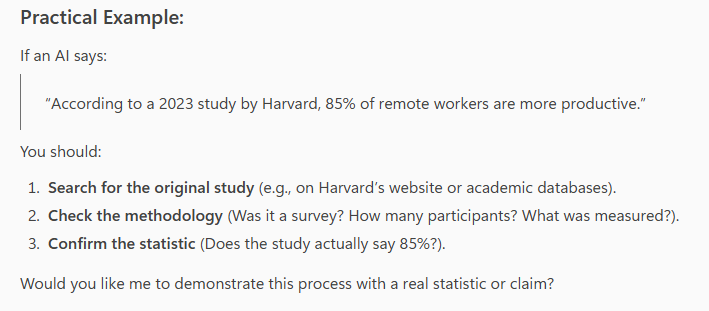 Practical Example:
If an AI says:
“According to a 2023 study by Harvard, 85% of remote workers are more productive.”
You should:
1. Search for the original study (e.g., on Harvard’s website or academic databases).
2. Check the methodology (Was it a survey? How many participants? What was measured?).
3. Confirm the statistic (Does the study actually say 85%?).
Would you like me to demonstrate this process with a real statistic or claim?